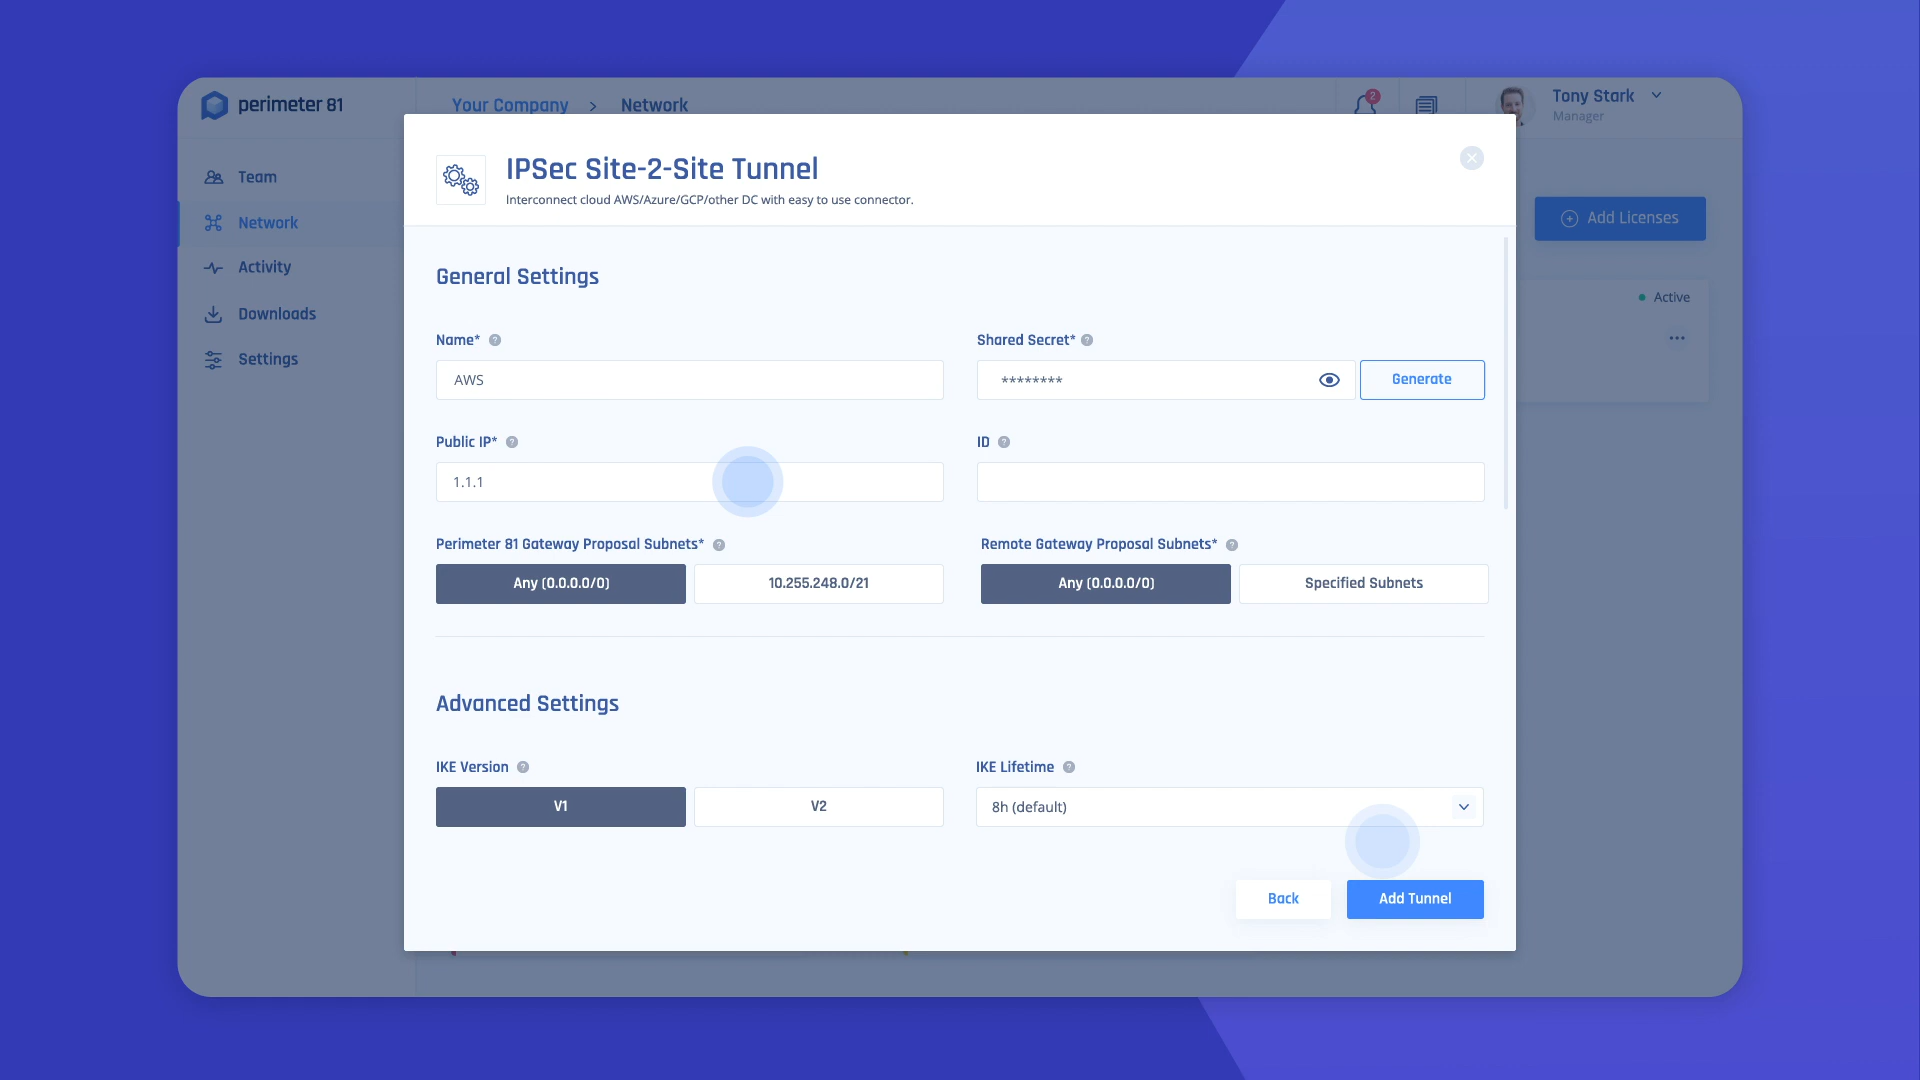 perimeter 81
Your Company > Network
2
Tony Stark
Manager
Team
Network
Activity
Downloads
Settings
Add Licenses
Active
IPSec Site-2-Site Tunnel
Interconnect cloud AWS/Azure/GCP/other DC with easy to use connector.
General Settings
Name* ?
Shared Secret* ?
AWS
********
Generate
Public IP* ?
ID ?
1.1.1
Perimeter 81 Gateway Proposal Subnets* ?
Remote Gateway Proposal Subnets* ?
Any (0.0.0.0/0)
10.255.248.0/21
Any (0.0.0.0/0)
Specified Subnets
Advanced Settings
IKE Version ?
IKE Lifetime ?
V1
V2
8h (default)
Back
Add Tunnel